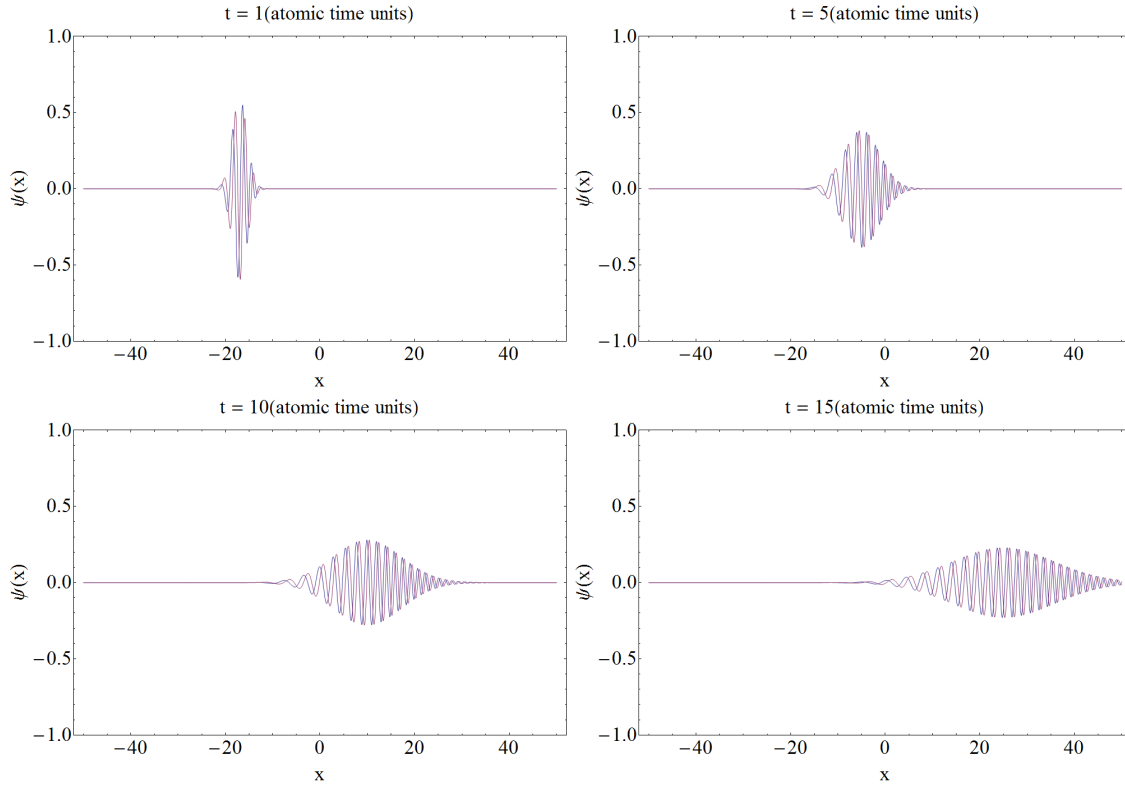 t = 1(atomic time units)
1.0
0.5
ψ(x)
0.0
−0.5
−1.0
−40 −20 0 20 40
x
t = 5(atomic time units)
1.0
0.5
ψ(x)
0.0
−0.5
−1.0
−40 −20 0 20 40
x
t = 10(atomic time units)
1.0
0.5
ψ(x)
0.0
−0.5
−1.0
−40 −20 0 20 40
x
t = 15(atomic time units)
1.0
0.5
ψ(x)
0.0
−0.5
−1.0
−40 −20 0 20 40
x